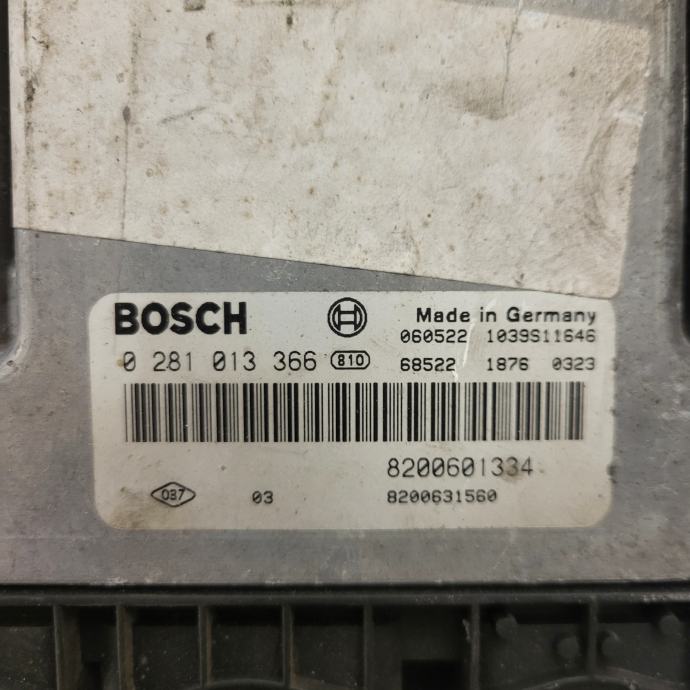 BOSCH
Made in Germany
060522 1039S11646
0 281 013 366 810 68522 1876 0323
8200601334
037 03 8200631560